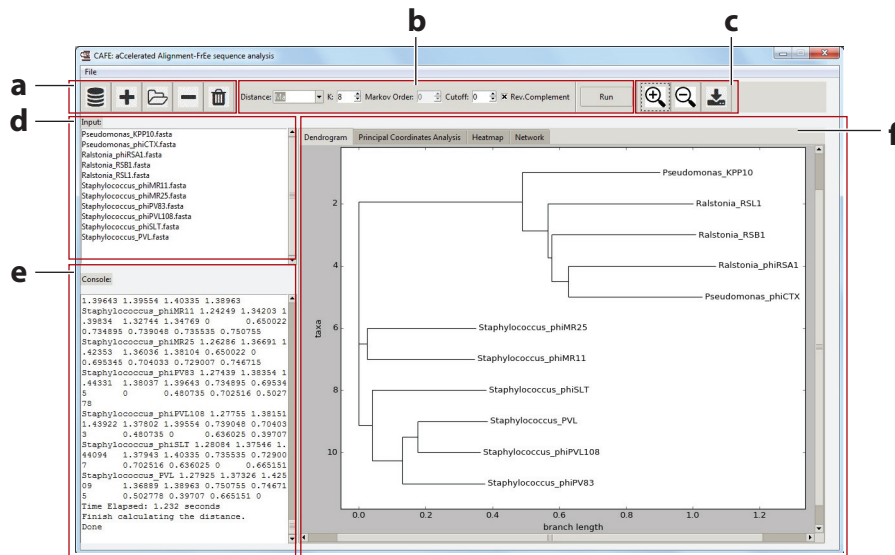 b
c
CAFE: aCcelerated Alignment-FrEe sequence analysis
File
a
Distance: Ma K: 8 Markov Order: 0 Cutoff: 0 Rev.Complement Run
d
Input:
Pseudomonas_KPP10.fasta
Pseudomonas_phiCTX.fasta
Ralstonia_phiRSA1.fasta
Ralstonia_RSB1.fasta
Ralstonia_RSL1.fasta
Staphylococcus_phiMR11.fasta
Staphylococcus_phiMR25.fasta
Staphylococcus_phiPV83.fasta
Staphylococcus_phiPVL108.fasta
Staphylococcus_phiSLT.fasta
Staphylococcus_PVL.fasta
e
Console:
1.39643 1.39554 1.40335 1.38963
Staphylococcus_phiMR11 1.24249 1.34203 1
.39834 1.32744 1.34769 0 0.650022
0.734895 0.739048 0.735535 0.750755
Staphylococcus_phiMR25 1.26286 1.36691 1
.42353 1.36036 1.38104 0.650022 0
0.695345 0.704033 0.729007 0.746715
Staphylococcus_phiPV83 1.27439 1.38354 1
.44331 1.38037 1.39643 0.734895 0.69534
5 0 0.480735 0.702516 0.5027
78
Staphylococcus_phiPVL108 1.27755 1.38151
1.43922 1.37802 1.39554 0.739048 0.70403
3 0.480735 0 0.636025 0.39707
Staphylococcus_phiSLT 1.28084 1.37546 1.
44094 1.37943 1.40335 0.735535 0.72900
7 0.702516 0.636025 0 0.665151
Staphylococcus_PVL 1.27925 1.37326 1.425
09 1.36889 1.38963 0.750755 0.74671
5 0.502778 0.39707 0.665151 0
Time Elapsed: 1.232 seconds
Finish calculating the distance.
Done
f
Dendrogram Principal Coordinates Analysis Heatmap Network
Pseudomonas_KPP10
2
Ralstonia_RSL1
Ralstonia_RSB1
4
Ralstonia_phiRSA1
Pseudomonas_phiCTX
taxa
6
Staphylococcus_phiMR25
Staphylococcus_phiMR11
8
Staphylococcus_phiSLT
Staphylococcus_PVL
10
Staphylococcus_phiPVL108
Staphylococcus_phiPV83
0.0 0.2 0.4 0.6 0.8 1.0 1.2
branch length